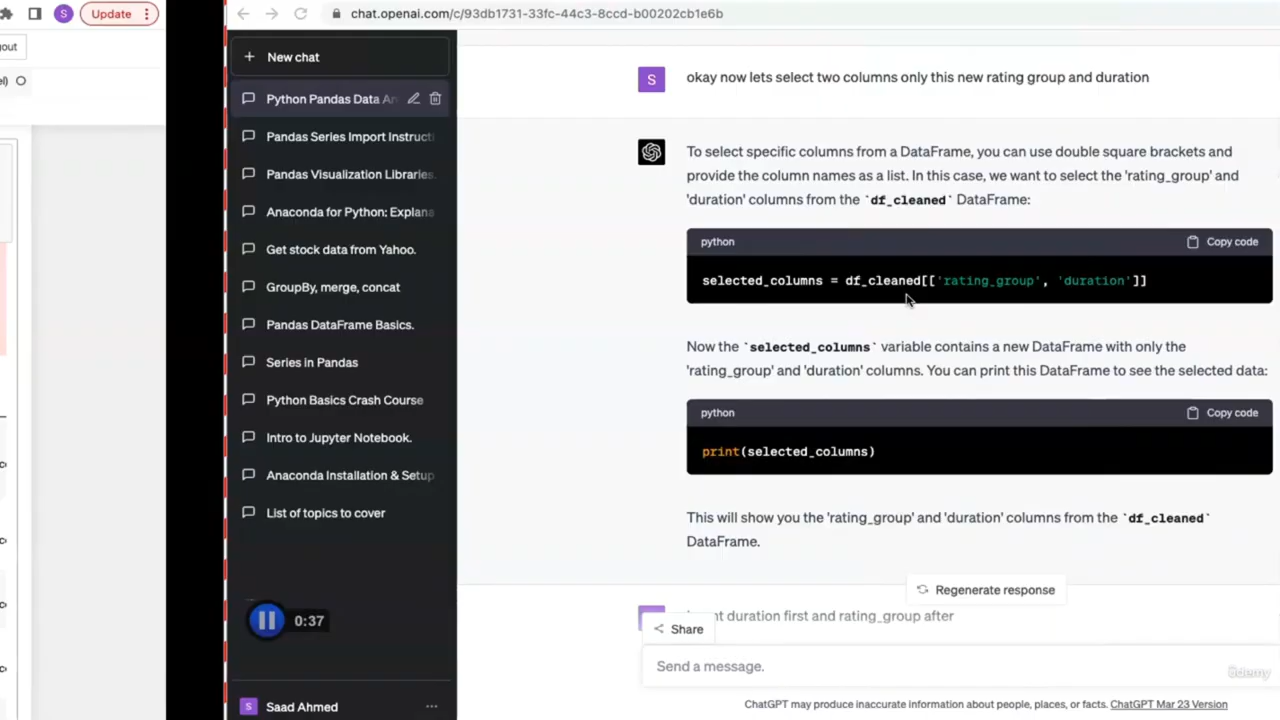 Update
chat.openai.com/c/93db1731-33fc-44c3-8ccd-b00202cb1e6b
New chat
Python Pandas Data An
Pandas Series Import Instructi
Pandas Visualization Libraries.
Anaconda for Python: Explana
Get stock data from Yahoo.
GroupBy, merge, concat
Pandas DataFrame Basics.
Series in Pandas
Python Basics Crash Course
Intro to Jupyter Notebook.
Anaconda Installation & Setup
List of topics to cover
0:37
S Saad Ahmed
S okay now lets select two columns only this new rating group and duration
To select specific columns from a DataFrame, you can use double square brackets and
provide the column names as a list. In this case, we want to select the 'rating_group' and
'duration' columns from the `df_cleaned` DataFrame:
python Copy code
selected_columns = df_cleaned[['rating_group', 'duration']]
Now the `selected_columns` variable contains a new DataFrame with only the
'rating_group' and 'duration' columns. You can print this DataFrame to see the selected data:
python Copy code
print(selected_columns)
This will show you the 'rating_group' and 'duration' columns from the `df_cleaned`
DataFrame.
Regenerate response
duration first and rating_group after
Share
Send a message.
ChatGPT may produce inaccurate information about people, places, or facts. ChatGPT Mar 23 Version
ûdemy